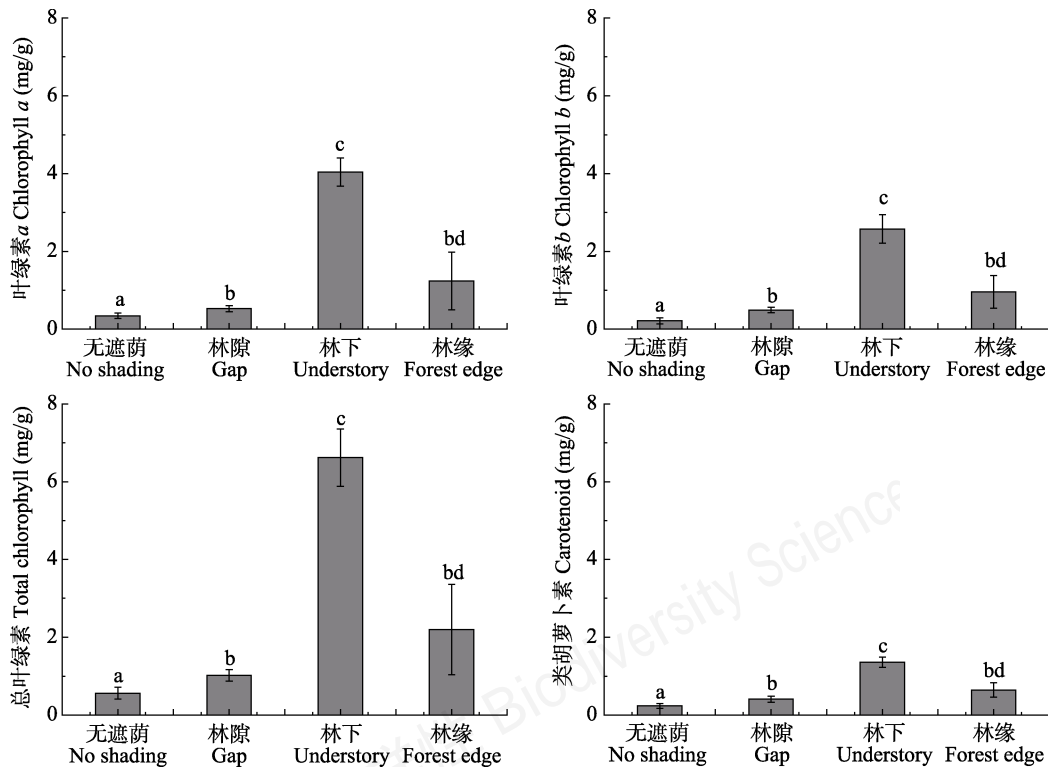 叶绿素a Chlorophyll a (mg/g)
8
6
4
2
0
a
b
c
bd
无遮荫
No shading
林隙
Gap
林下
Understory
林缘
Forest edge
叶绿素b Chlorophyll b (mg/g)
8
6
4
2
0
a
b
c
bd
无遮荫
No shading
林隙
Gap
林下
Understory
林缘
Forest edge
总叶绿素 Total chlorophyll (mg/g)
8
6
4
2
0
a
b
c
bd
无遮荫
No shading
林隙
Gap
林下
Understory
林缘
Forest edge
类胡萝卜素 Carotenoid (mg/g)
8
6
4
2
0
a
b
c
bd
无遮荫
No shading
林隙
Gap
林下
Understory
林缘
Forest edge
Biodiversity Science